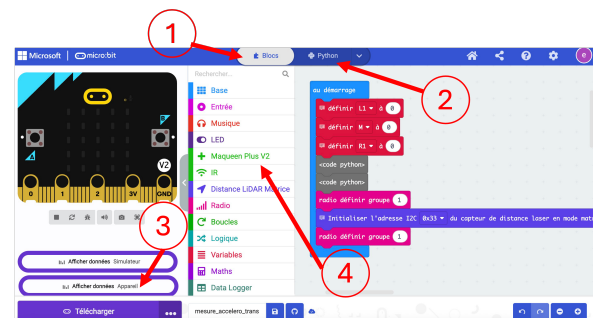 1
Microsoft micro:bit Blocs Python e
Rechercher...
au démarrage
2
Base
Entrée
définir L1 à 0
Musique
définir M à 0
LED
définir R1 à 0
Maqueen Plus V2
<code python>
V2
IR
<code python>
Distance LiDAR Matrice
0 1 2 3V GND
Radio
radio définir groupe 1
Boucles
Initialiser l'adresse I2C 0x33 du capteur de distance laser en mode
3
Logique
radio définir groupe 1
Variables
Afficher données Simulateur
Maths
4
Afficher données Appareil
Data Logger
Télécharger
mesure_accelero_trans